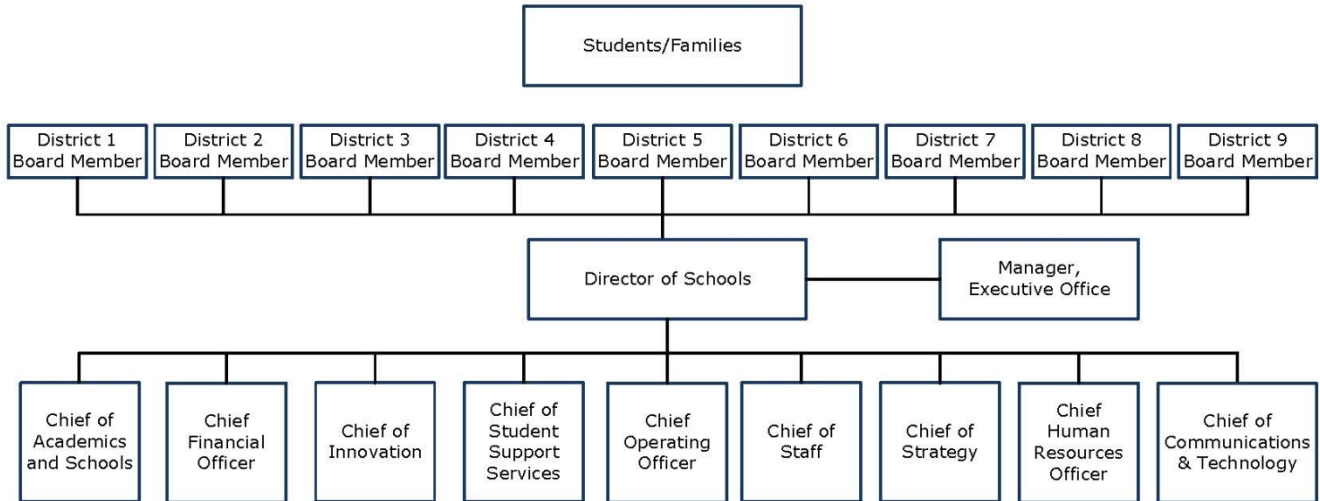 Students/Families
District 1
Board Member
District 2
Board Member
District 3
Board Member
District 4
Board Member
District 5
Board Member
District 6
Board Member
District 7
Board Member
District 8
Board Member
District 9
Board Member
Director of Schools
Manager,
Executive Office
Chief of
Academics
and Schools
Chief
Financial
Officer
Chief of
Innovation
Chief of
Student
Support
Services
Chief
Operating
Officer
Chief of
Staff
Chief of
Strategy
Chief
Human
Resources
Officer
Chief of
Communications
& Technology